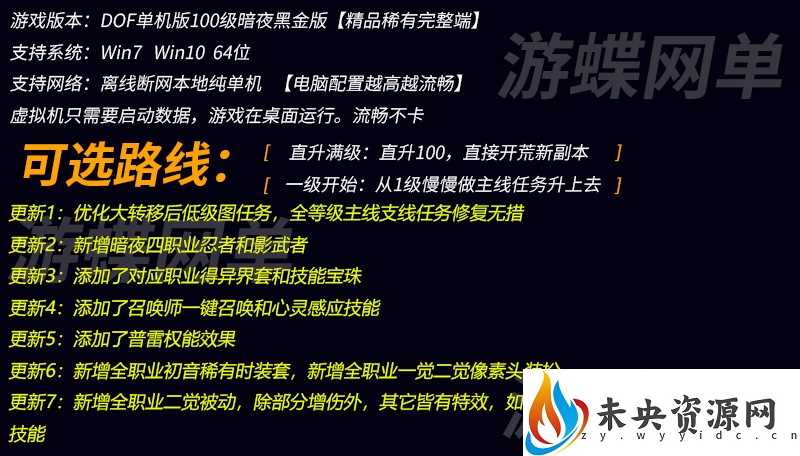 游戏版本：DOF单机版100级暗夜黑金版【精品稀有完整端】
支持系统：Win7 Win10 64位
游蝶网单
支持网络：离线断网本地纯单机 【电脑配置越高越流畅】
虚拟机只需要启动数据，游戏在桌面运行。流畅不卡
可选路线：
[ 直升满级：直升100，直接开荒新副本 ]
[ 一级开始：从1级慢慢做主线任务升上去 ]
更新1：优化大转移后低级图任务，全等级主线支线任务修复无措
游蝶网单
更新2：新增暗夜四职业忍者和影武者
更新3：添加了对应职业得异界套和技能宝珠
更新4：添加了召唤师一键召唤和心灵感应技能
更新5：添加了普雷权能效果
更新6：新增全职业初音稀有时装套，新增全职业一觉二觉像素头装扮
更新7：新增全职业二觉被动，除部分增伤外，其它皆有特效，如
技能
未央资源网
zy.wyyidc.cn